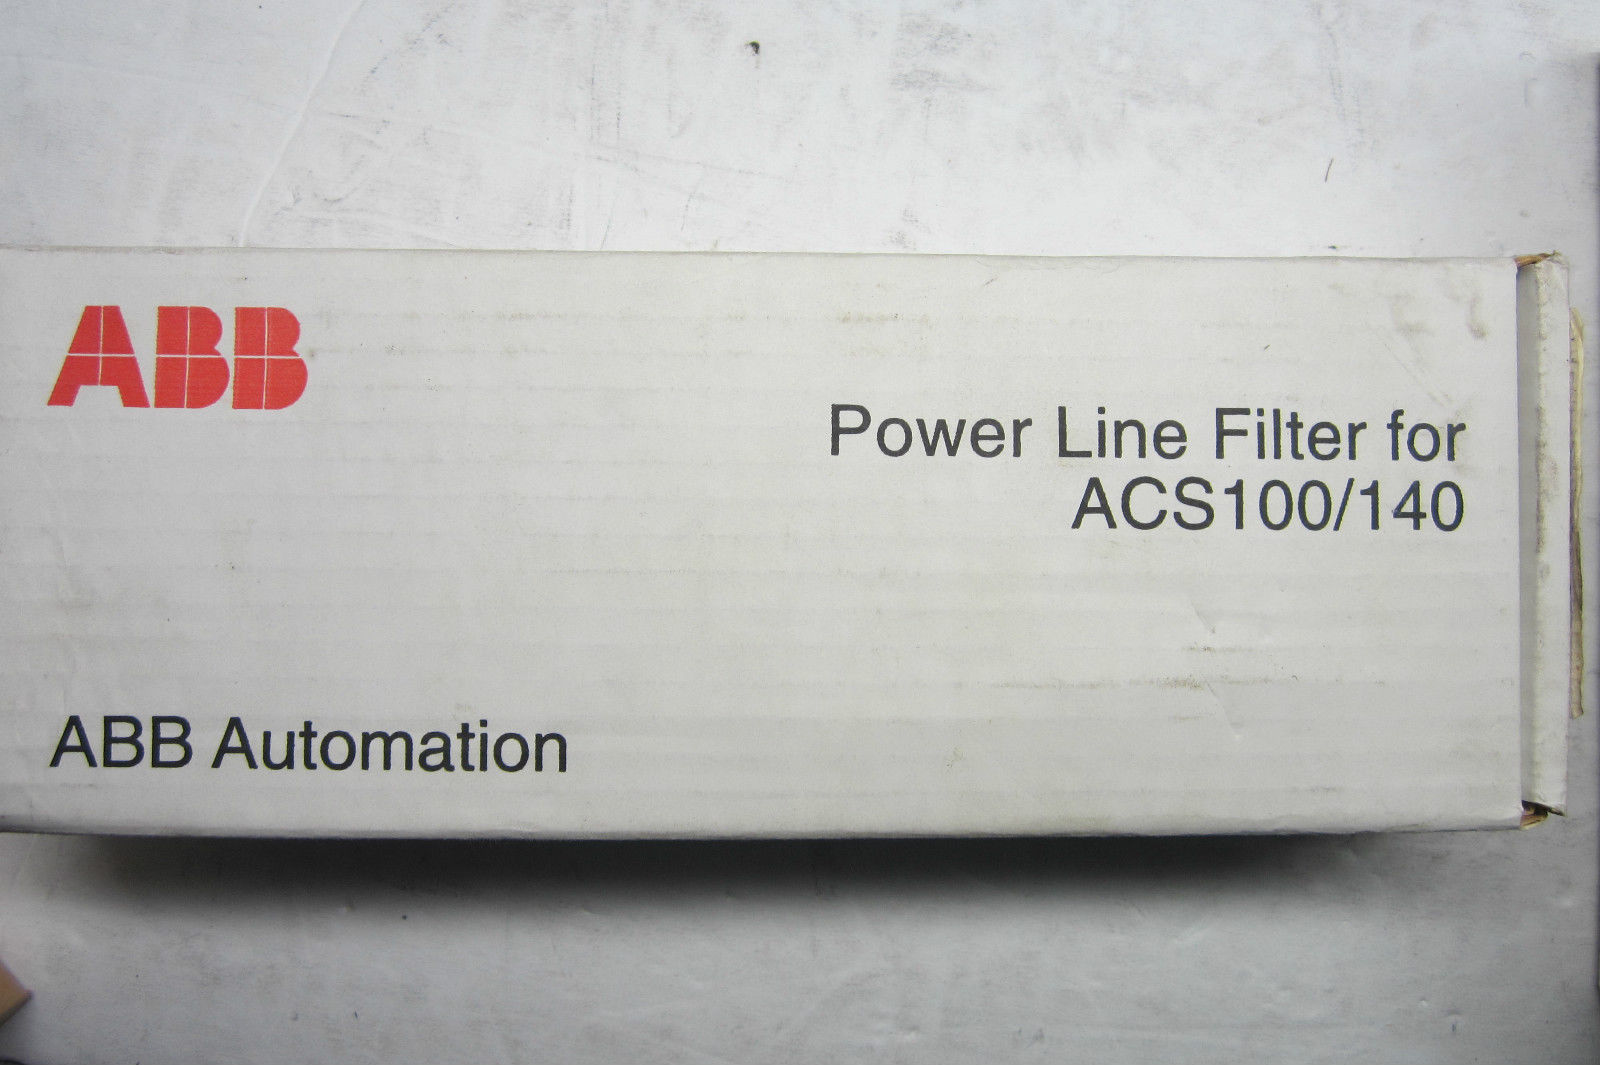 ABB
Power Line Filter for
ACS100/140
ABB Automation